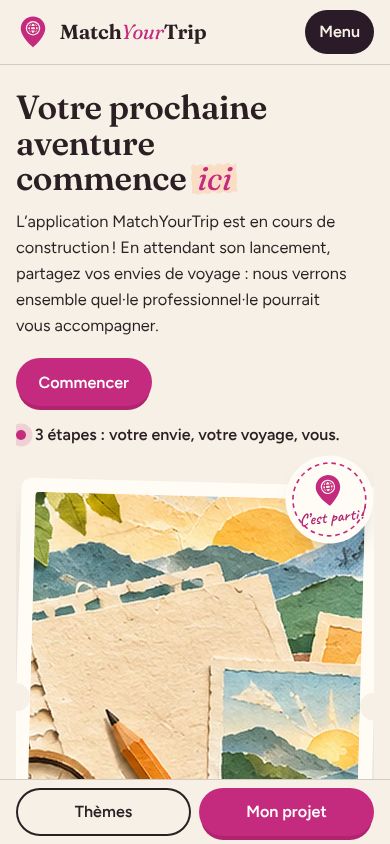 MatchYourTrip
Menu
Votre prochaine
aventure
commence ici
L’application MatchYourTrip est en cours de
construction ! En attendant son lancement,
partagez vos envies de voyage : nous verrons
ensemble quel·le professionnel·le pourrait
vous accompagner.
Commencer
3 étapes : votre envie, votre voyage, vous.
C’est parti!
Thèmes
Mon projet